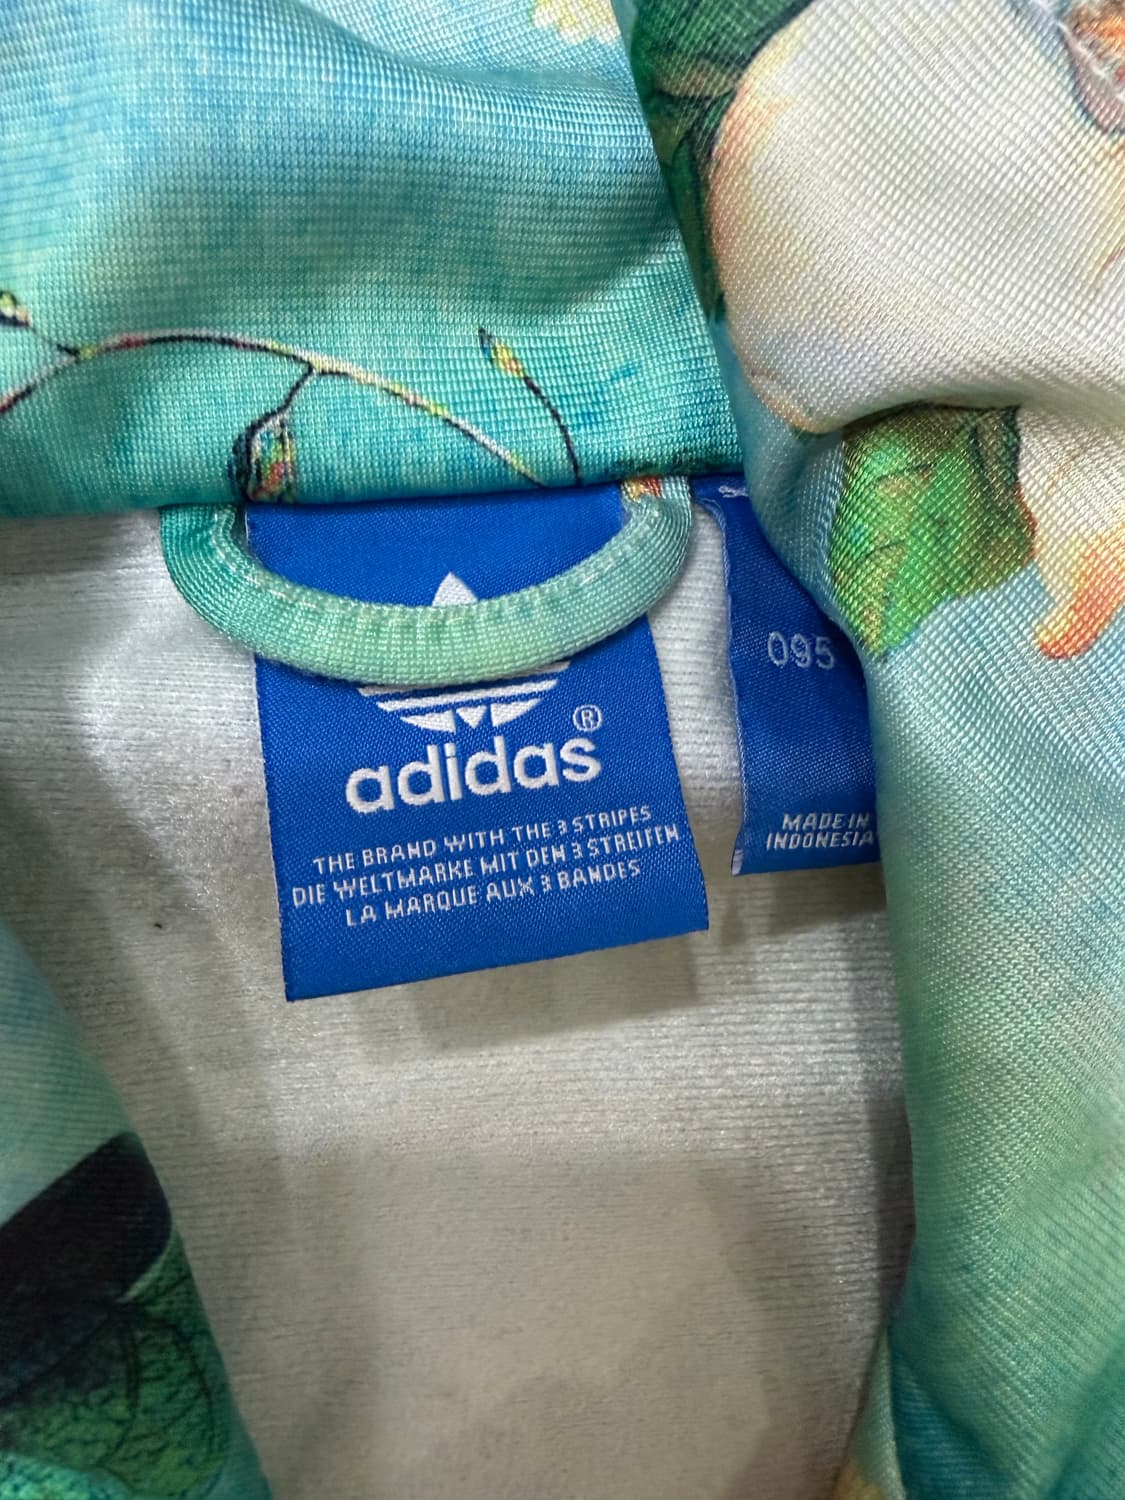 ®
adidas
THE BRAND WITH THE 3 STRIPES
DIE WELTMARKE MIT DEN 3 STREIFEN
LA MARQUE AUX 3 BANDES
095
MADE IN
INDONESIA